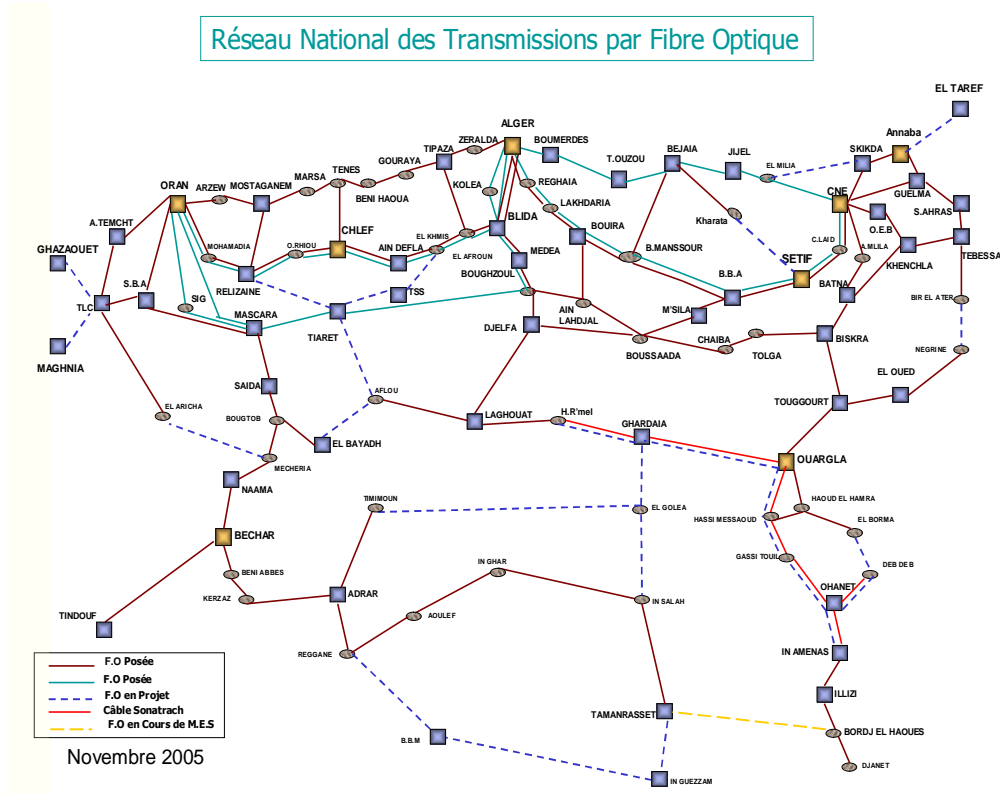 Réseau National des Transmissions par Fibre Optique
EL TAREF
ALGER
ZERALDA
BOUMERDES
Annaba
TIPAZA
SKIKDA
GOURAYA
T.OUZOU
BEJAIA
JIJEL
EL MILIA
TENES
MARSA
ORAN
ARZEW
MOSTAGANEM
BENI HAOUA
KOLEA
REGHAIA
LAKHDARIA
CNE
GUELMA
S.AHRAS
A.TEMCHT
BLIDA
BOUIRA
Kharata
O.E.B
GHAZAOUET
MOHAMADIA
O.RHIOU
CHLEF
AIN DEFLA
EL KHMIS
EL AFROUN
MEDEA
B.MANSSOUR
C.LAID
A.MLILA
KHENCHLA
TEBESSA
SETIF
BOUGHZOUL
S.B.A
RELIZAINE
TSS
B.B.A
BATNA
TLC
SIG
MASCARA
TIARET
AIN
LAHDJAL
M'SILA
BIR EL ATER
DJELFA
BOUSSAADA
CHAIBA
TOLGA
BISKRA
NEGRINE
MAGHNIA
EL OUED
SAIDA
AFLOU
TOUGGOURT
EL ARICHA
BOUGTOB
LAGHOUAT
H.R'mel
GHARDAIA
EL BAYADH
OUARGLA
MECHERIA
NAAMA
TIMIMOUN
EL GOLEA
HAOUD EL HAMRA
HASSI MESSAOUD
EL BORMA
BECHAR
GASSI TOUIL
DEB DEB
IN GHAR
BENI ABBES
OHANET
KERZAZ
ADRAR
IN SALAH
TINDOUF
AOULEF
REGGANE
IN AMENAS
F.O Posée
F.O Posée
F.O en Projet
Câble Sonatrach
F.O en Cours de M.E.S
ILLIZI
TAMANRASSET
BORDJ EL HAOUES
B.B.M
Novembre 2005
DJANET
IN GUEZZAM